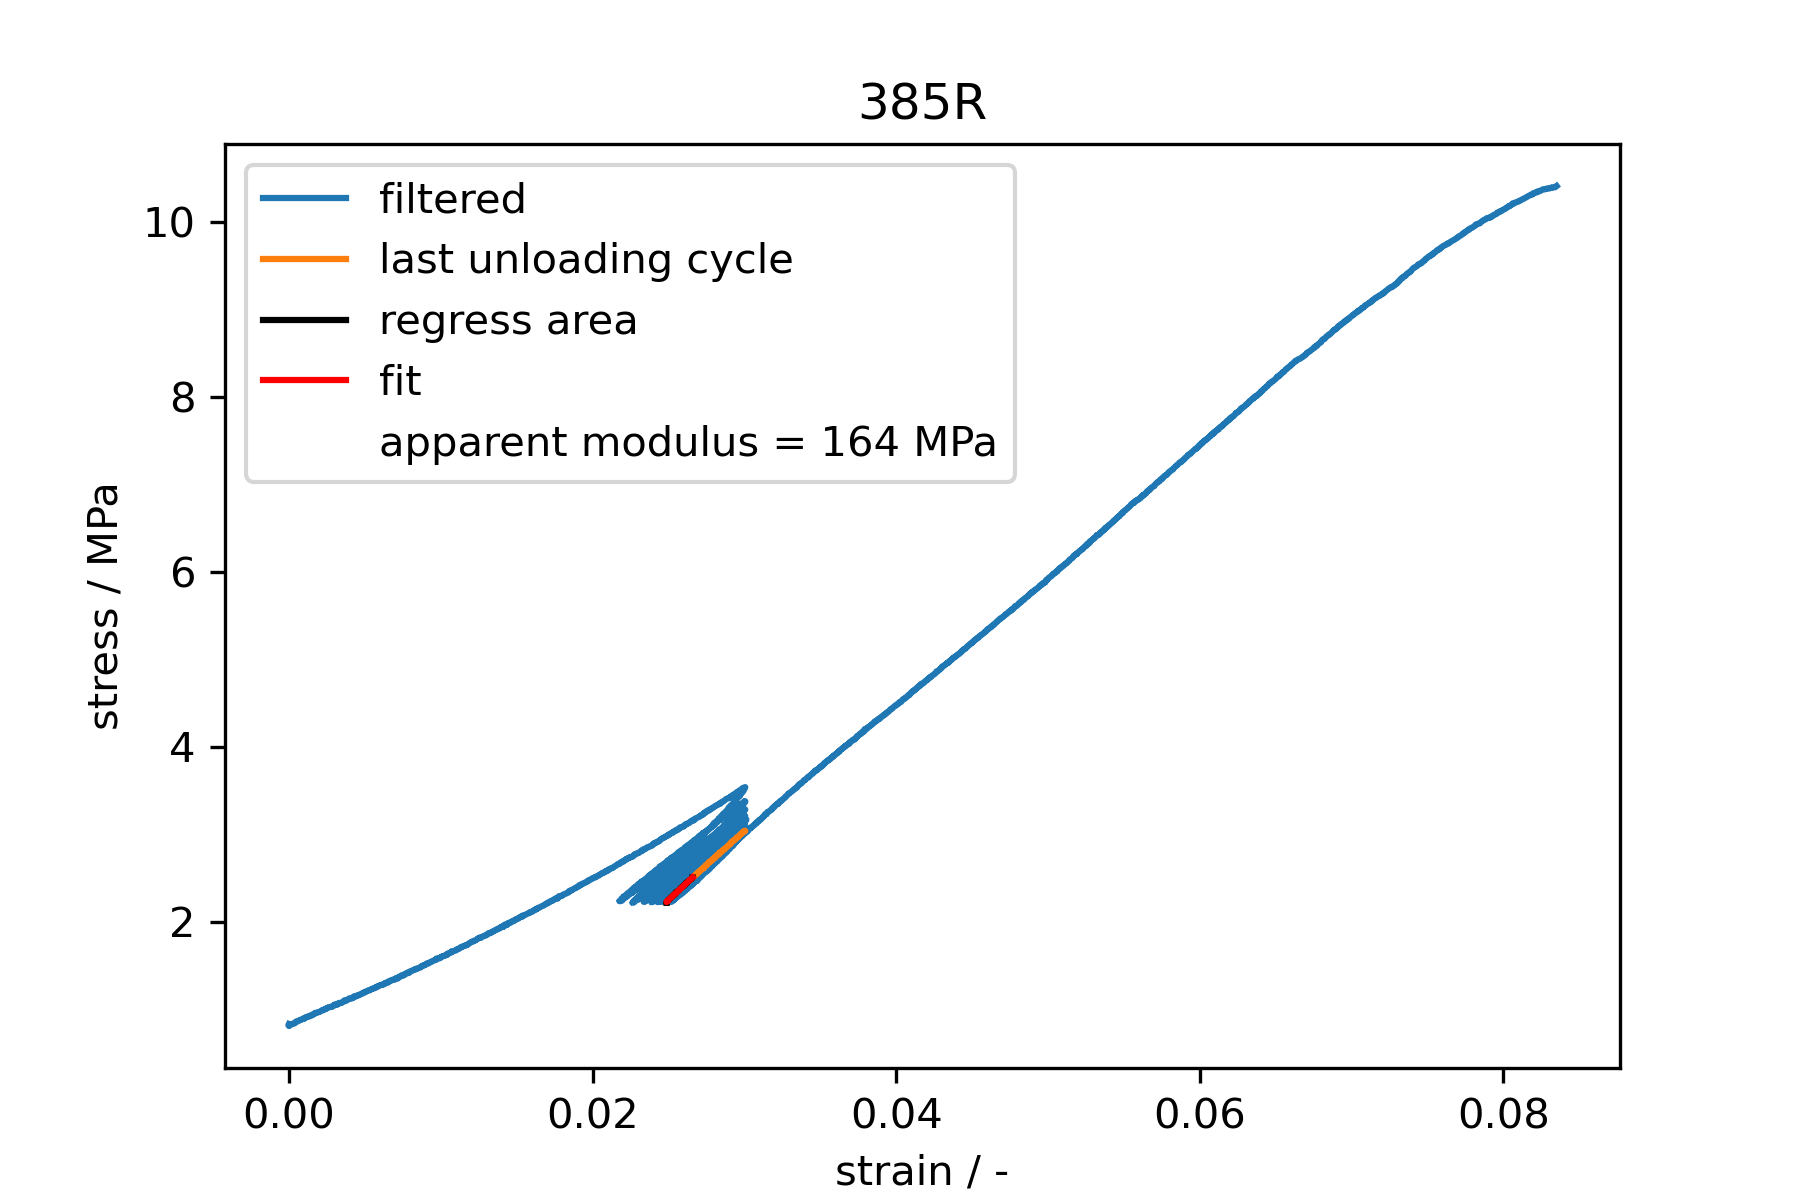 385R
filtered
last unloading cycle
regress area
fit
apparent modulus = 164 MPa
10
8
6
4
2
stress / MPa
0.00 0.02 0.04 0.06 0.08
strain / -